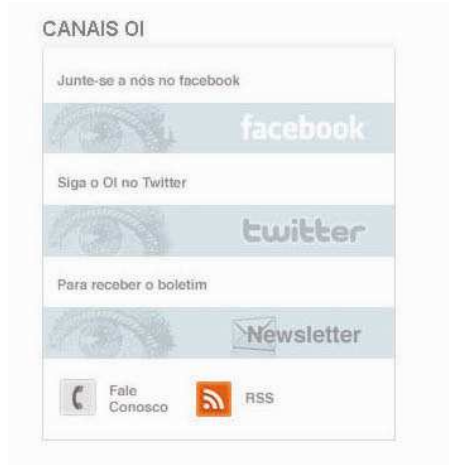 CANAIS OI
Junte-se a nós no facebook
facebook
Siga o OI no Twitter
twitter
Para receber o boletim
Newsletter
Fale
Conosco
RSS